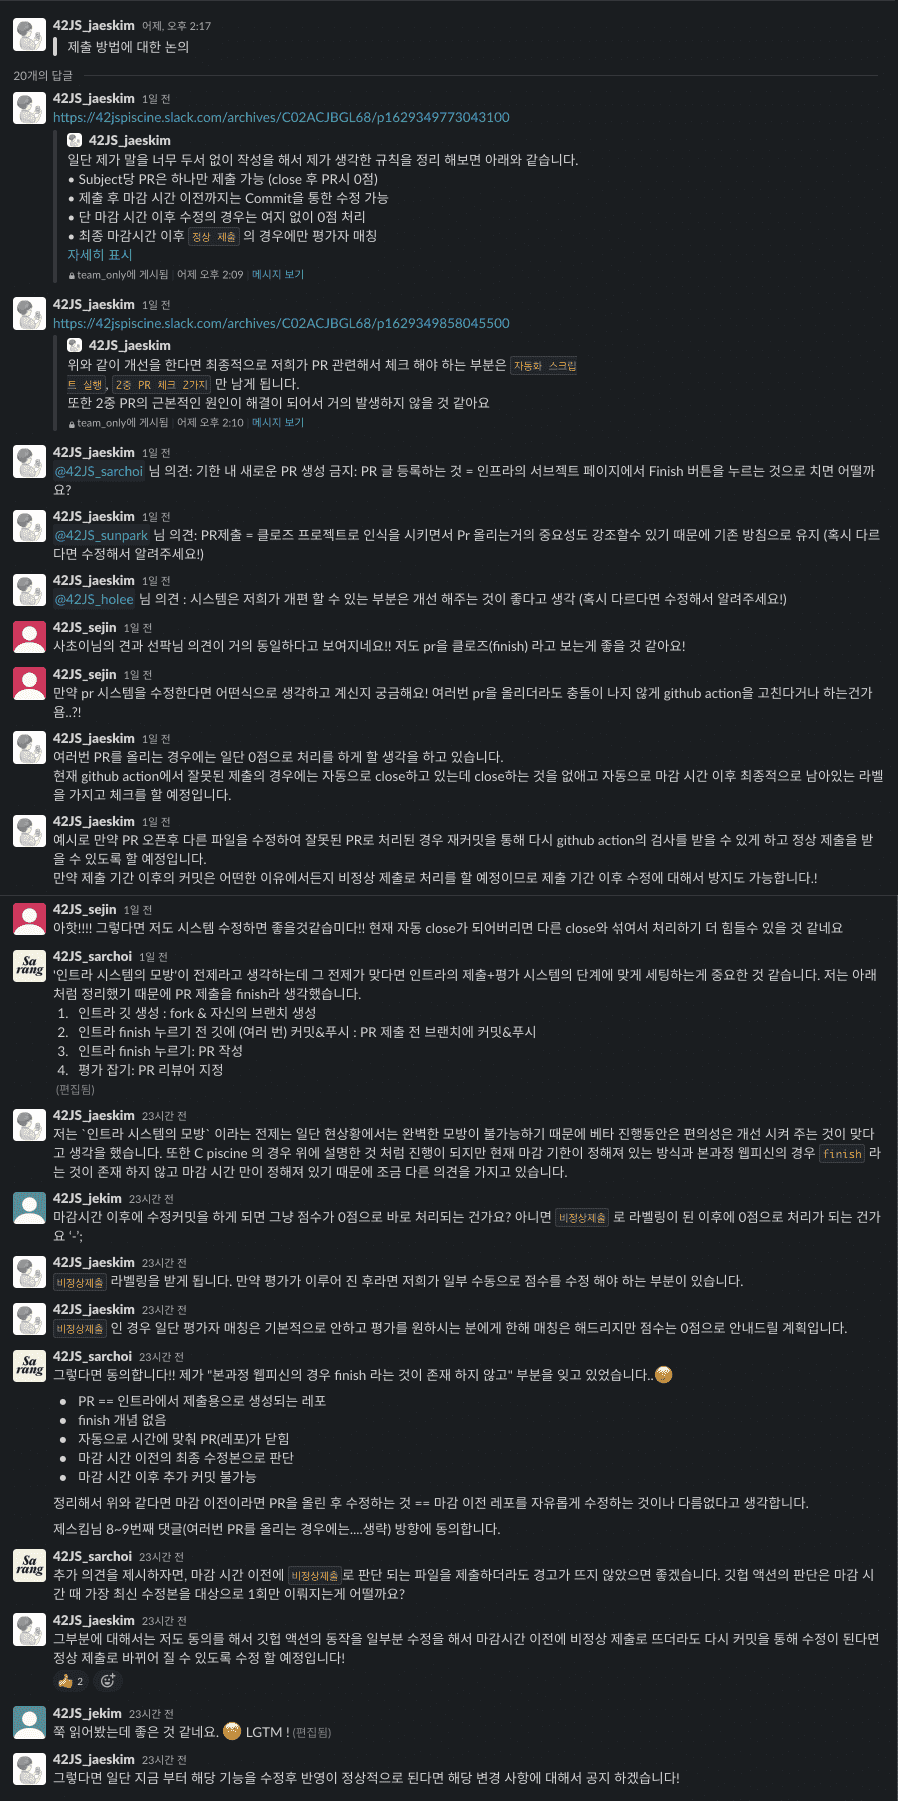 42JS_jaeskim 어제, 오후 2:17
제출 방법에 대한 논의
20개의 답글
42JS_jaeskim 1일 전
https://42jspiscine.slack.com/archives/C02ACJBGL68/p1629349773043100
42JS_jaeskim
일단 제가 말을 너무 두서 없이 작성을 해서 제가 생각한 규칙을 정리 해보면 아래와 같습니다.
• Subject당 PR은 하나만 제출 가능 (close 후 PR시 0점)
• 제출 후 마감 시간 이전까지는 Commit을 통한 수정 가능
• 단 마감 시간 이후 수정의 경우는 여지 없이 0점 처리
• 최종 마감시간 이후 정상 제출 의 경우에만 평가자 매칭
자세히 표시
team_only에 게시됨 | 어제 오후 2:09 | 메시지 보기
42JS_jaeskim 1일 전
https://42jspiscine.slack.com/archives/C02ACJBGL68/p1629349858045500
42JS_jaeskim
위와 같이 개선을 한다면 최종적으로 저희가 PR 관련해서 체크 해야 하는 부분은 자동화 스크립
트 실행, 2중 PR 체크 2가지 만 남게 됩니다.
또한 2중 PR의 근본적인 원인이 해결이 되어서 거의 발생하지 않을 것 같아요
team_only에 게시됨 | 어제 오후 2:10 | 메시지 보기
42JS_jaeskim 1일 전
@42JS_sarchoi 님 의견: 기한 내 새로운 PR 생성 금지: PR 글 등록하는 것 = 인프라의 서브젝트 페이지에서 Finish 버튼을 누르는 것으로 치면 어떨까
요?
42JS_jaeskim 1일 전
@42JS_sunpark 님 의견: PR제출 = 클로즈 프로젝트로 인식을 시키면서 Pr 올리는거의 중요성도 강조할수 있기 때문에 기존 방침으로 유지 (혹시 다르
다면 수정해서 알려주세요!)
42JS_jaeskim 1일 전
@42JS_holee 님 의견 : 시스템은 저희가 개편 할 수 있는 부분은 개선 해주는 것이 좋다고 생각 (혹시 다르다면 수정해서 알려주세요!)
42JS_sejin 1일 전
사초이님의 견과 선팍님 의견이 거의 동일하다고 보여지네요!! 저도 pr을 클로즈(finish) 라고 보는게 좋을 것 같아요!
42JS_sejin 1일 전
만약 pr 시스템을 수정한다면 어떤식으로 생각하고 계신지 궁금해요! 여러번 pr을 올리더라도 충돌이 나지 않게 github action을 고친다거나 하는건가
욤..?!
42JS_jaeskim 1일 전
여러번 PR를 올리는 경우에는 일단 0점으로 처리를 하게 할 생각을 하고 있습니다.
현재 github action에서 잘못된 제출의 경우에는 자동으로 close하고 있는데 close하는 것을 없애고 자동으로 마감 시간 이후 최종적으로 남아있는 라벨
을 가지고 체크를 할 예정입니다.
42JS_jaeskim 1일 전
예시로 만약 PR 오픈후 다른 파일을 수정하여 잘못된 PR로 처리된 경우 재커밋을 통해 다시 github action의 검사를 받을 수 있게 하고 정상 제출을 받
을 수 있도록 할 예정입니다.
만약 제출 기간 이후의 커밋은 어떠한 이유에서든지 비정상 제출로 처리를 할 예정이므로 제출 기간 이후 수정에 대해서 방지도 가능합니다.!
42JS_sejin 1일 전
아핫!!!! 그렇다면 저도 시스템 수정하면 좋을것같습미다!! 현재 자동 close가 되어버리면 다른 close와 섞여서 처리하기 더 힘들수 있을 것 같네요
42JS_sarchoi 1일 전
'인트라 시스템의 모방'이 전제라고 생각하는데 그 전제가 맞다면 인트라의 제출+평가 시스템의 단계에 맞게 세팅하는게 중요한 것 같습니다. 저는 아래
처럼 정리했기 때문에 PR 제출을 finish라 생각했습니다.
1. 인트라 깃 생성 : fork & 자신의 브랜치 생성
2. 인트라 finish 누르기 전 깃에 (여러 번) 커밋&푸시 : PR 제출 전 브랜치에 커밋&푸시
3. 인트라 finish 누르기: PR 작성
4. 평가 잡기: PR 리뷰어 지정
(편집됨)
42JS_jaeskim 23시간 전
저는 `인트라 시스템의 모방` 이라는 전제는 일단 현상황에서는 완벽한 모방이 불가능하기 때문에 베타 진행동안은 편의성은 개선 시켜 주는 것이 맞다
고 생각을 했습니다. 또한 C piscine 의 경우 위에 설명한 것 처럼 진행이 되지만 현재 마감 기한이 정해져 있는 방식과 본과정 웹피신의 경우 finish 라
는 것이 존재 하지 않고 마감 시간 만이 정해져 있기 때문에 조금 다른 의견을 가지고 있습니다.
42JS_jekim 23시간 전
마감시간 이후에 수정커밋을 하게 되면 그냥 점수가 0점으로 바로 처리되는 건가요? 아니면 비정상제출 로 라벨링이 된 이후에 0점으로 처리가 되는 건가
요 '-';
42JS_jaeskim 23시간 전
비정상제출 라벨링을 받게 됩니다. 만약 평가가 이루어 진 후라면 저희가 일부 수동으로 점수를 수정 해야 하는 부분이 있습니다.
42JS_jaeskim 23시간 전
비정상제출 인 경우 일단 평가자 매칭은 기본적으로 안하고 평가를 원하시는 분에게 한해 매칭은 해드리지만 점수는 0점으로 안내드릴 계획입니다.
Sa
rang
42JS_sarchoi 23시간 전
그렇다면 동의합니다!! 제가 "본과정 웹피신의 경우 finish 라는 것이 존재 하지 않고" 부분을 잊고 있었습니다..
• PR == 인트라에서 제출용으로 생성되는 레포
• finish 개념 없음
• 자동으로 시간에 맞춰 PR(레포)가 닫힘
• 마감 시간 이전의 최종 수정본으로 판단
• 마감 시간 이후 추가 커밋 불가능
정리해서 위와 같다면 마감 이전이라면 PR을 올린 후 수정하는 것 == 마감 이전 레포를 자유롭게 수정하는 것이나 다름없다고 생각합니다.
제스킴님 8~9번째 댓글(여러번 PR를 올리는 경우에는....생략) 방향에 동의합니다.
42JS_sarchoi 23시간 전
추가 의견을 제시하자면, 마감 시간 이전에 비정상제출 로 판단 되는 파일을 제출하더라도 경고가 뜨지 않았으면 좋겠습니다. 깃헙 액션의 판단은 마감 시
간 때 가장 최신 수정본을 대상으로 1회만 이뤄지는게 어떨까요?
42JS_jaeskim 23시간 전
그부분에 대해서는 저도 동의를 해서 깃헙 액션의 동작을 일부분 수정을 해서 마감시간 이전에 비정상 제출로 뜨더라도 다시 커밋을 통해 수정이 된다면
정상 제출로 바뀌어 질 수 있도록 수정 할 예정입니다!
2
42JS_jekim 23시간 전
쭉 읽어봤는데 좋은 것 같네요. LGTM ! (편집됨)
42JS_jaeskim 23시간 전
그렇다면 일단 지금 부터 해당 기능을 수정후 반영이 정상적으로 된다면 해당 변경 사항에 대해서 공지 하겠습니다!